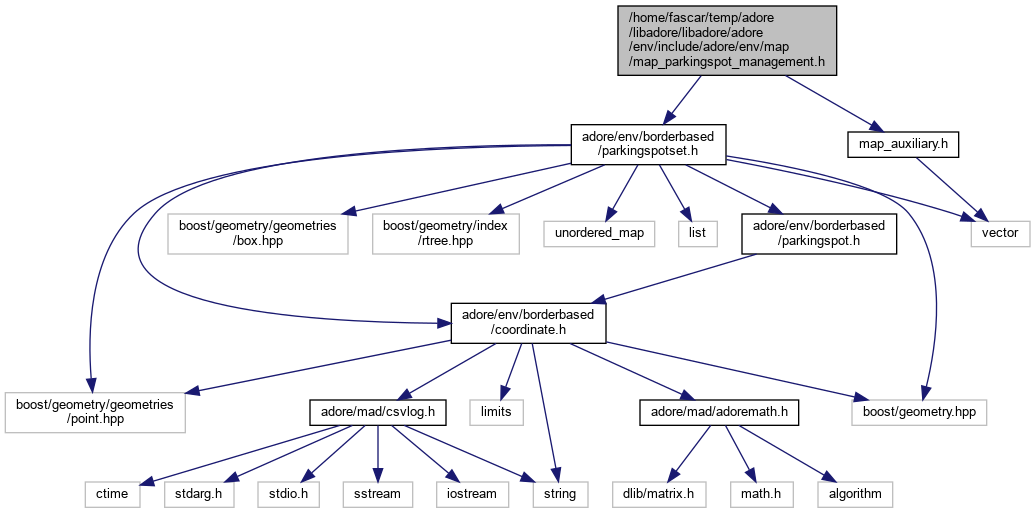 /home/fascar/temp/adore
/libadore/libadore/adore
/env/include/adore/env/map
/map_parkingspot_management.h
adore/env/borderbased
/parkingspotset.h
map_auxiliary.h
boost/geometry/geometries
/box.hpp
boost/geometry/index
/rtree.hpp
unordered_map
list
adore/env/borderbased
/parkingspot.h
vector
adore/env/borderbased
/coordinate.h
boost/geometry/geometries
/point.hpp
adore/mad/csvlog.h
limits
adore/mad/adoremath.h
boost/geometry.hpp
ctime
stdarg.h
stdio.h
sstream
iostream
string
dlib/matrix.h
math.h
algorithm